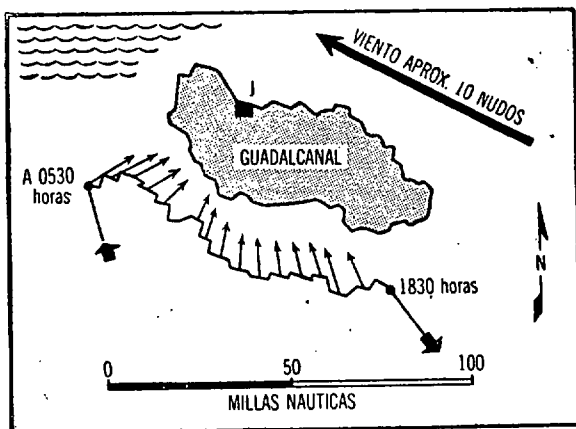 VIENTO APROX. 10 NUDOS
J
GUADALCANAL
A 0530
horas
N
1830 horas
0 50 100
MILLAS NAUTICAS